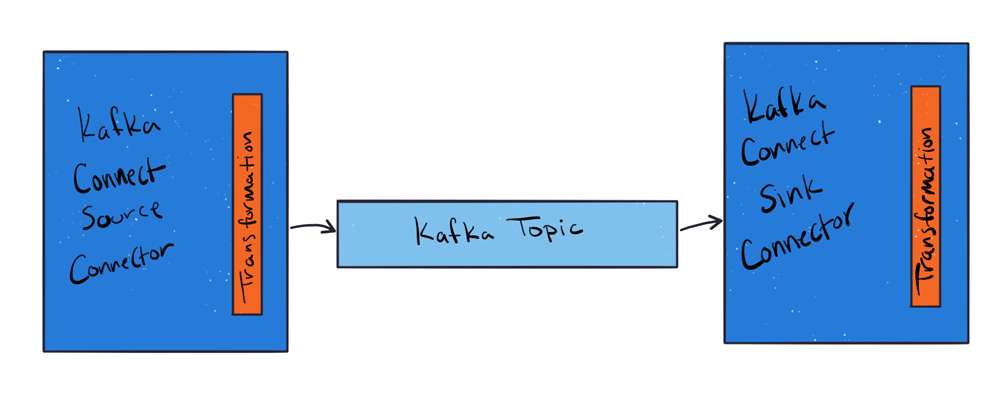 Kafka
Connect
Source
Connector
Transformation
Kafka Topic
Kafka
Connect
Sink
Connector
Transformation